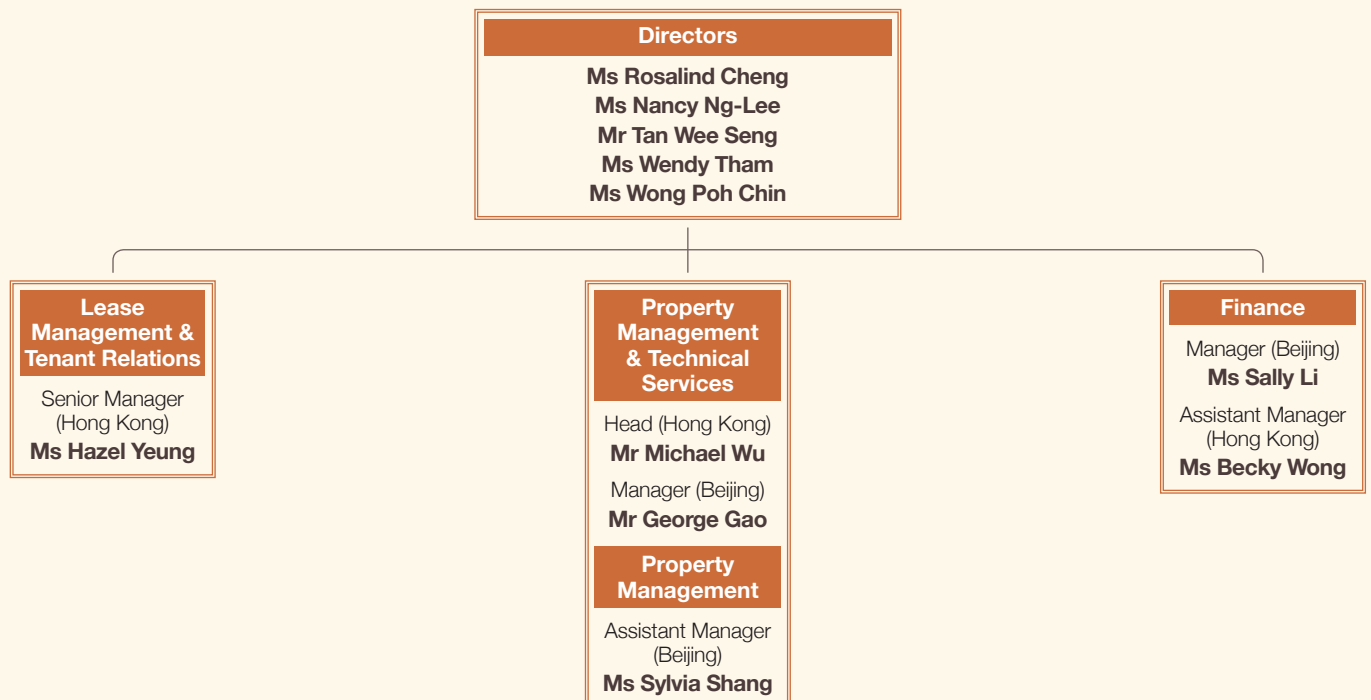 Directors
Ms Rosalind Cheng
Ms Nancy Ng-Lee
Mr Tan Wee Seng
Ms Wendy Tham
Ms Wong Poh Chin
Lease
Management &
Tenant Relations
Senior Manager
(Hong Kong)
Ms Hazel Yeung
Property
Management
& Technical
Services
Head (Hong Kong)
Mr Michael Wu
Manager (Beijing)
Mr George Gao
Property
Management
Assistant Manager
(Beijing)
Ms Sylvia Shang
Finance
Manager (Beijing)
Ms Sally Li
Assistant Manager
(Hong Kong)
Ms Becky Wong